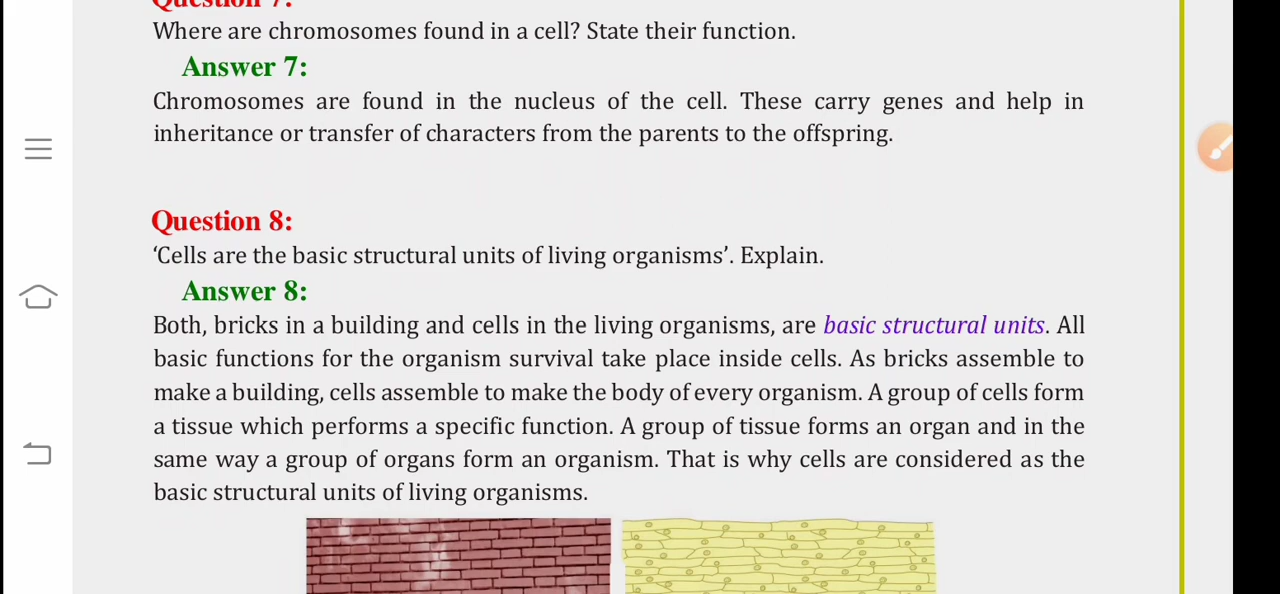 Question 7:
Where are chromosomes found in a cell? State their function.
Answer 7:
Chromosomes are found in the nucleus of the cell. These carry genes and help in
inheritance or transfer of characters from the parents to the offspring.
Question 8:
‘Cells are the basic structural units of living organisms’. Explain.
Answer 8:
Both, bricks in a building and cells in the living organisms, are basic structural units. All
basic functions for the organism survival take place inside cells. As bricks assemble to
make a building, cells assemble to make the body of every organism. A group of cells form
a tissue which performs a specific function. A group of tissue forms an organ and in the
same way a group of organs form an organism. That is why cells are considered as the
basic structural units of living organisms.